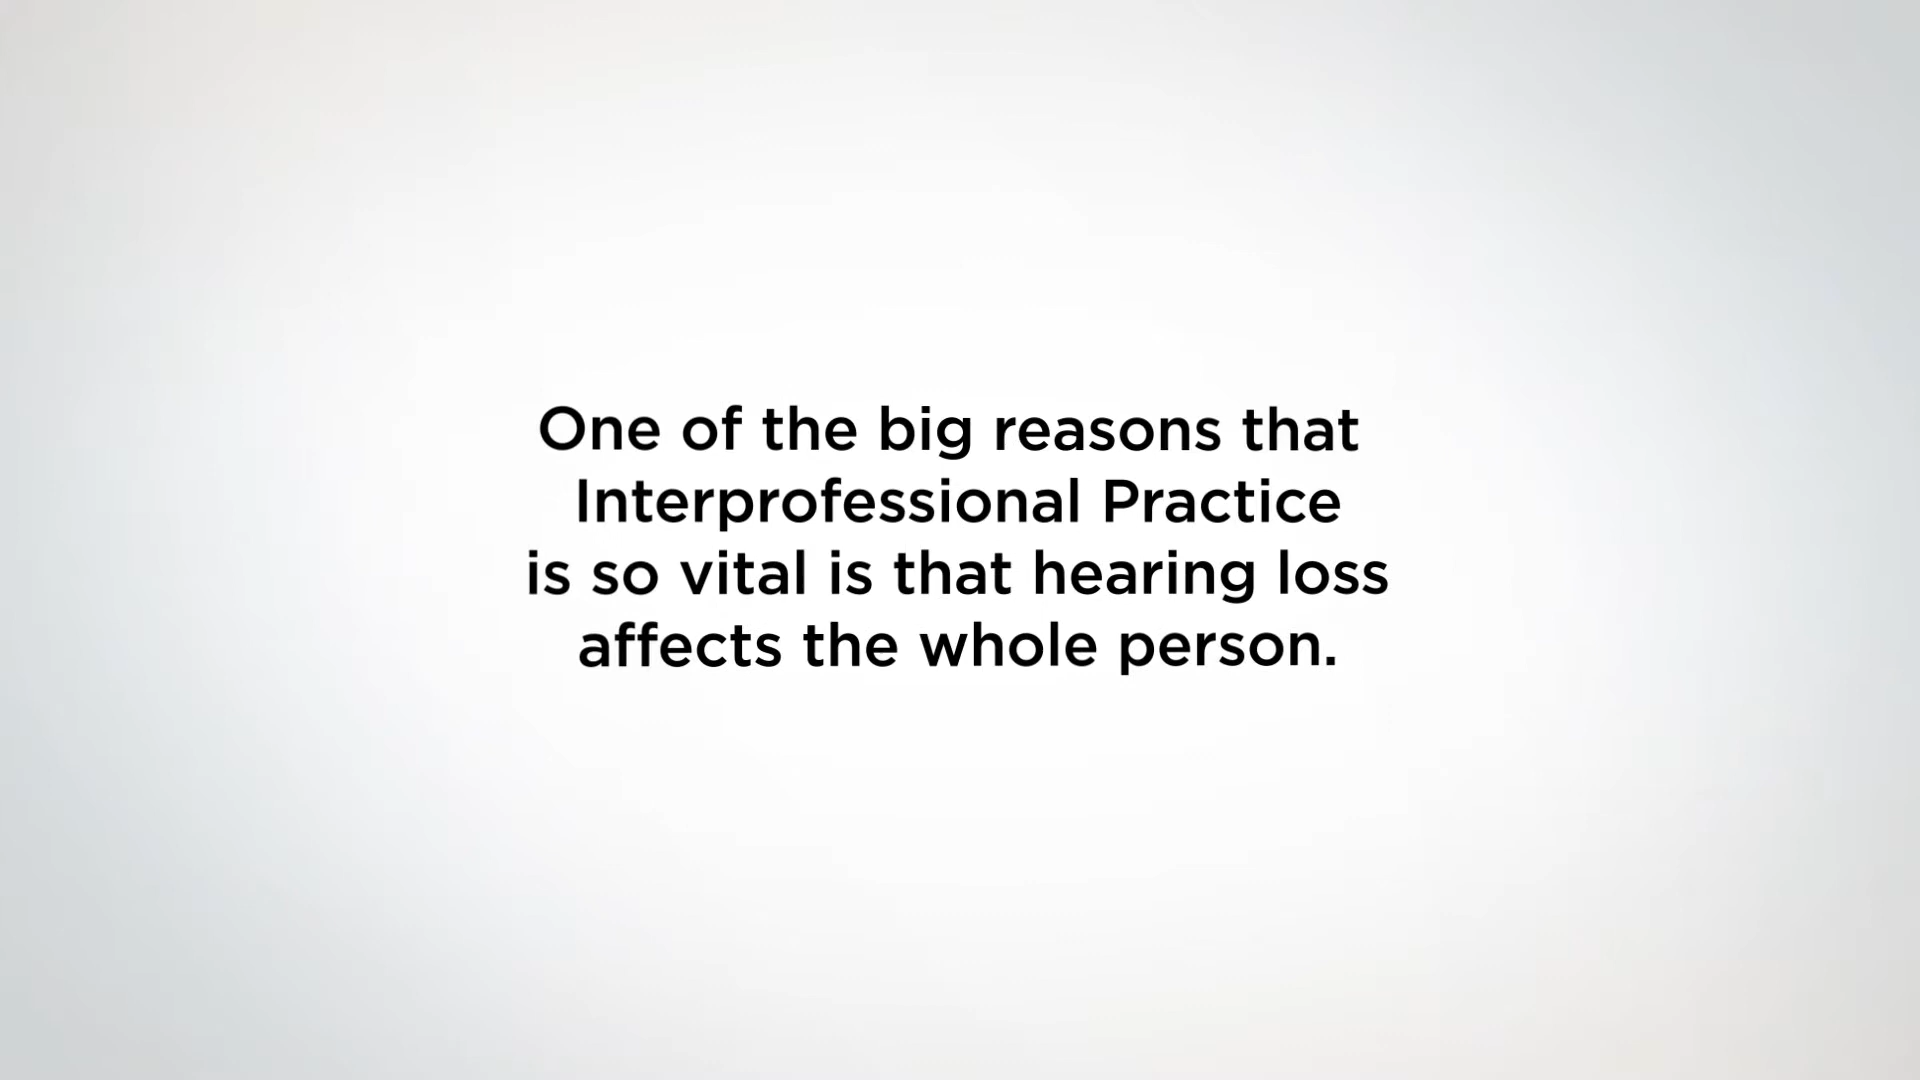 One of the big reasons that
Interprofessional Practice
is so vital is that hearing loss
affects the whole person.